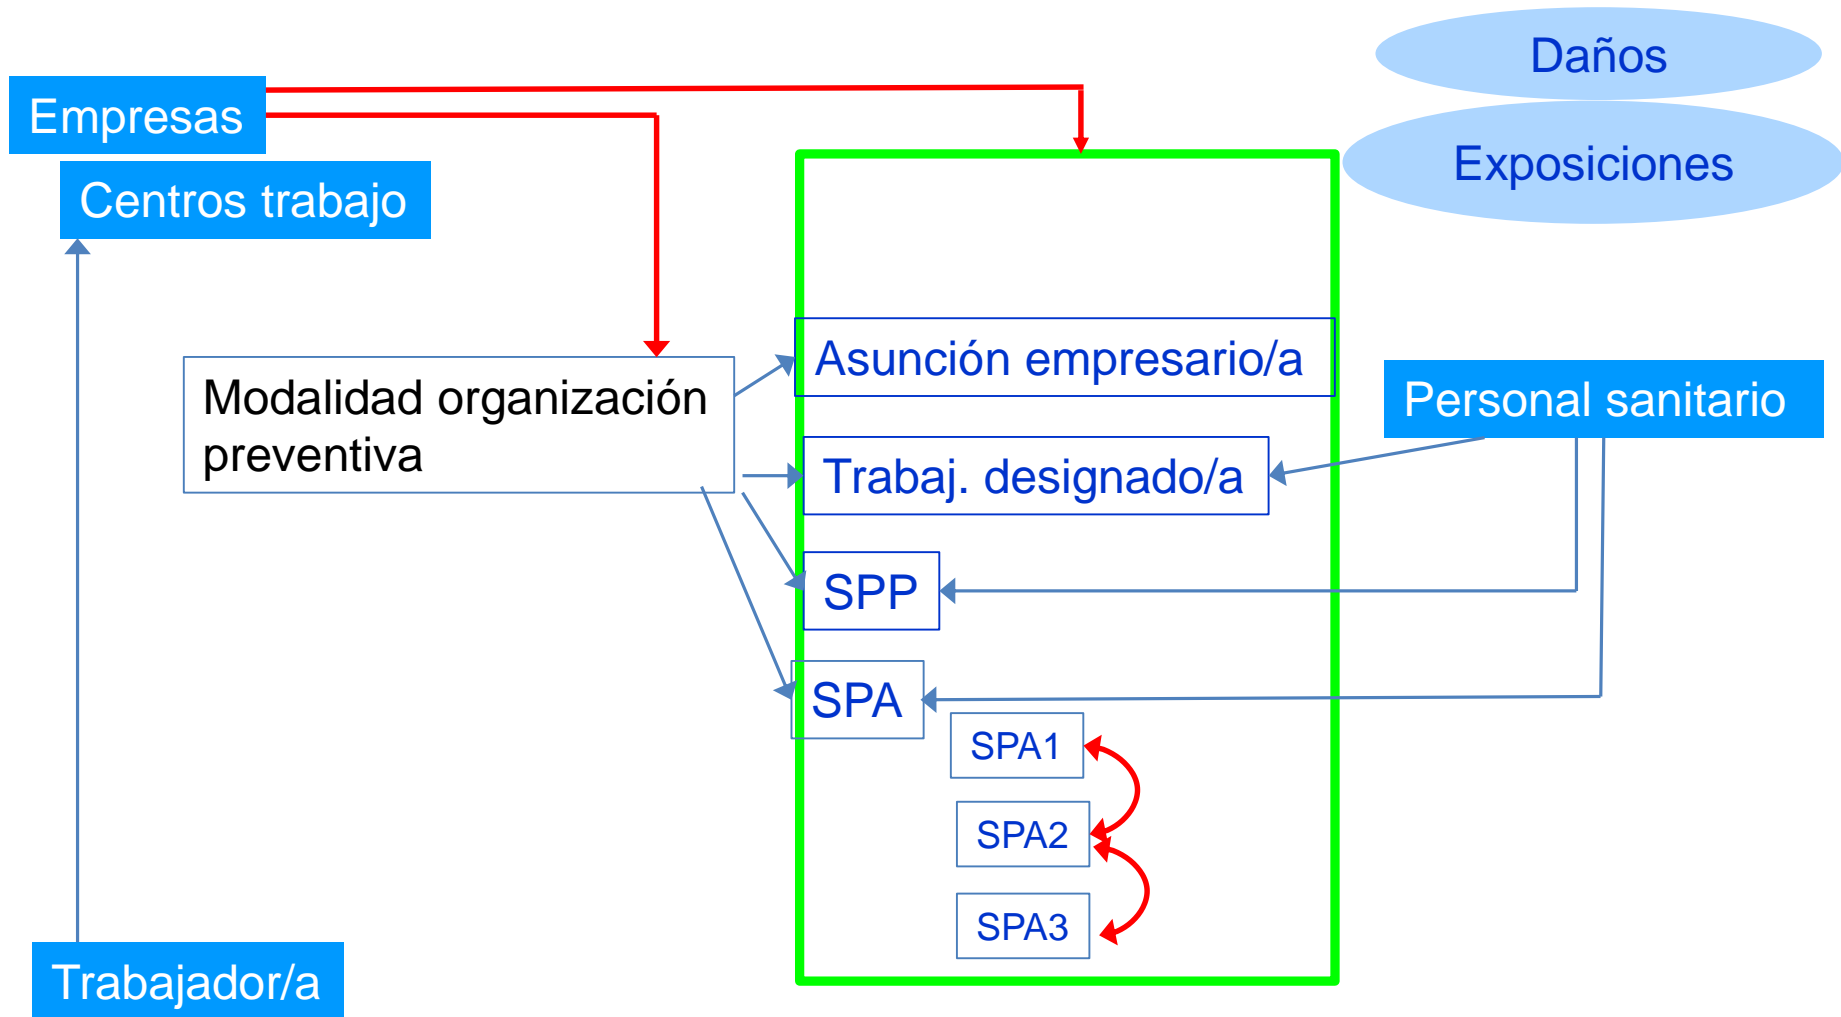 Daños
Empresas
Exposiciones
Centros trabajo
Asunción empresario/a
Modalidad organización
preventiva
Personal sanitario
Trabaj. designado/a
SPP
SPA
SPA1
SPA2
SPA3
Trabajador/a